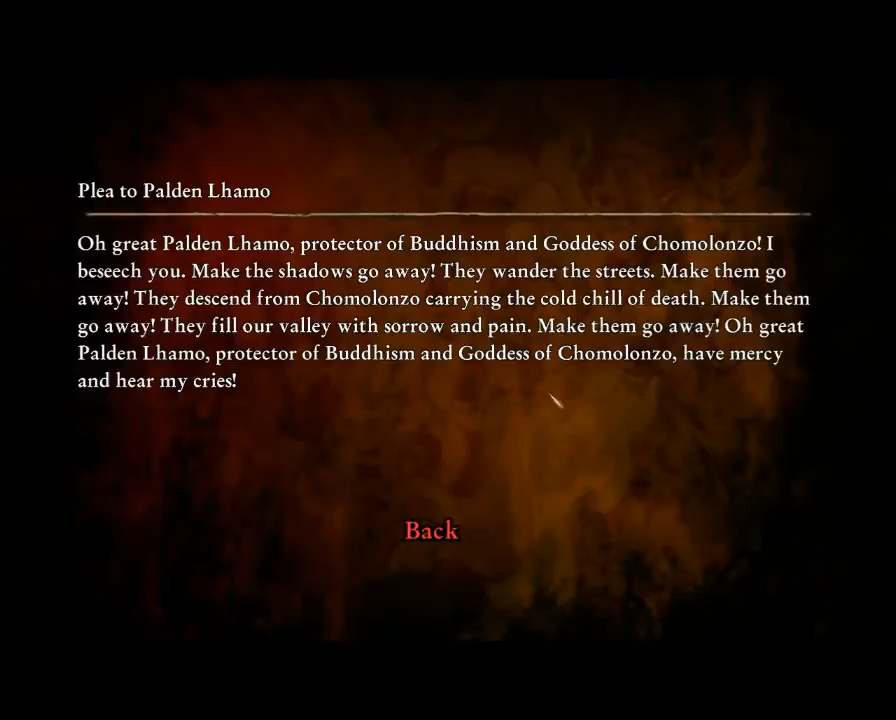 Plea to Palden Lhamo
Oh great Palden Lhamo, protector of Buddhism and Goddess of Chomolonzo! I
beseech you. Make the shadows go away! They wander the streets. Make them go
away! They descend from Chomolonzo carrying the cold chill of death. Make them
go away! They fill our valley with sorrow and pain. Make them go away! Oh great
Palden Lhamo, protector of Buddhism and Goddess of Chomolonzo, have mercy
and hear my cries!
Back